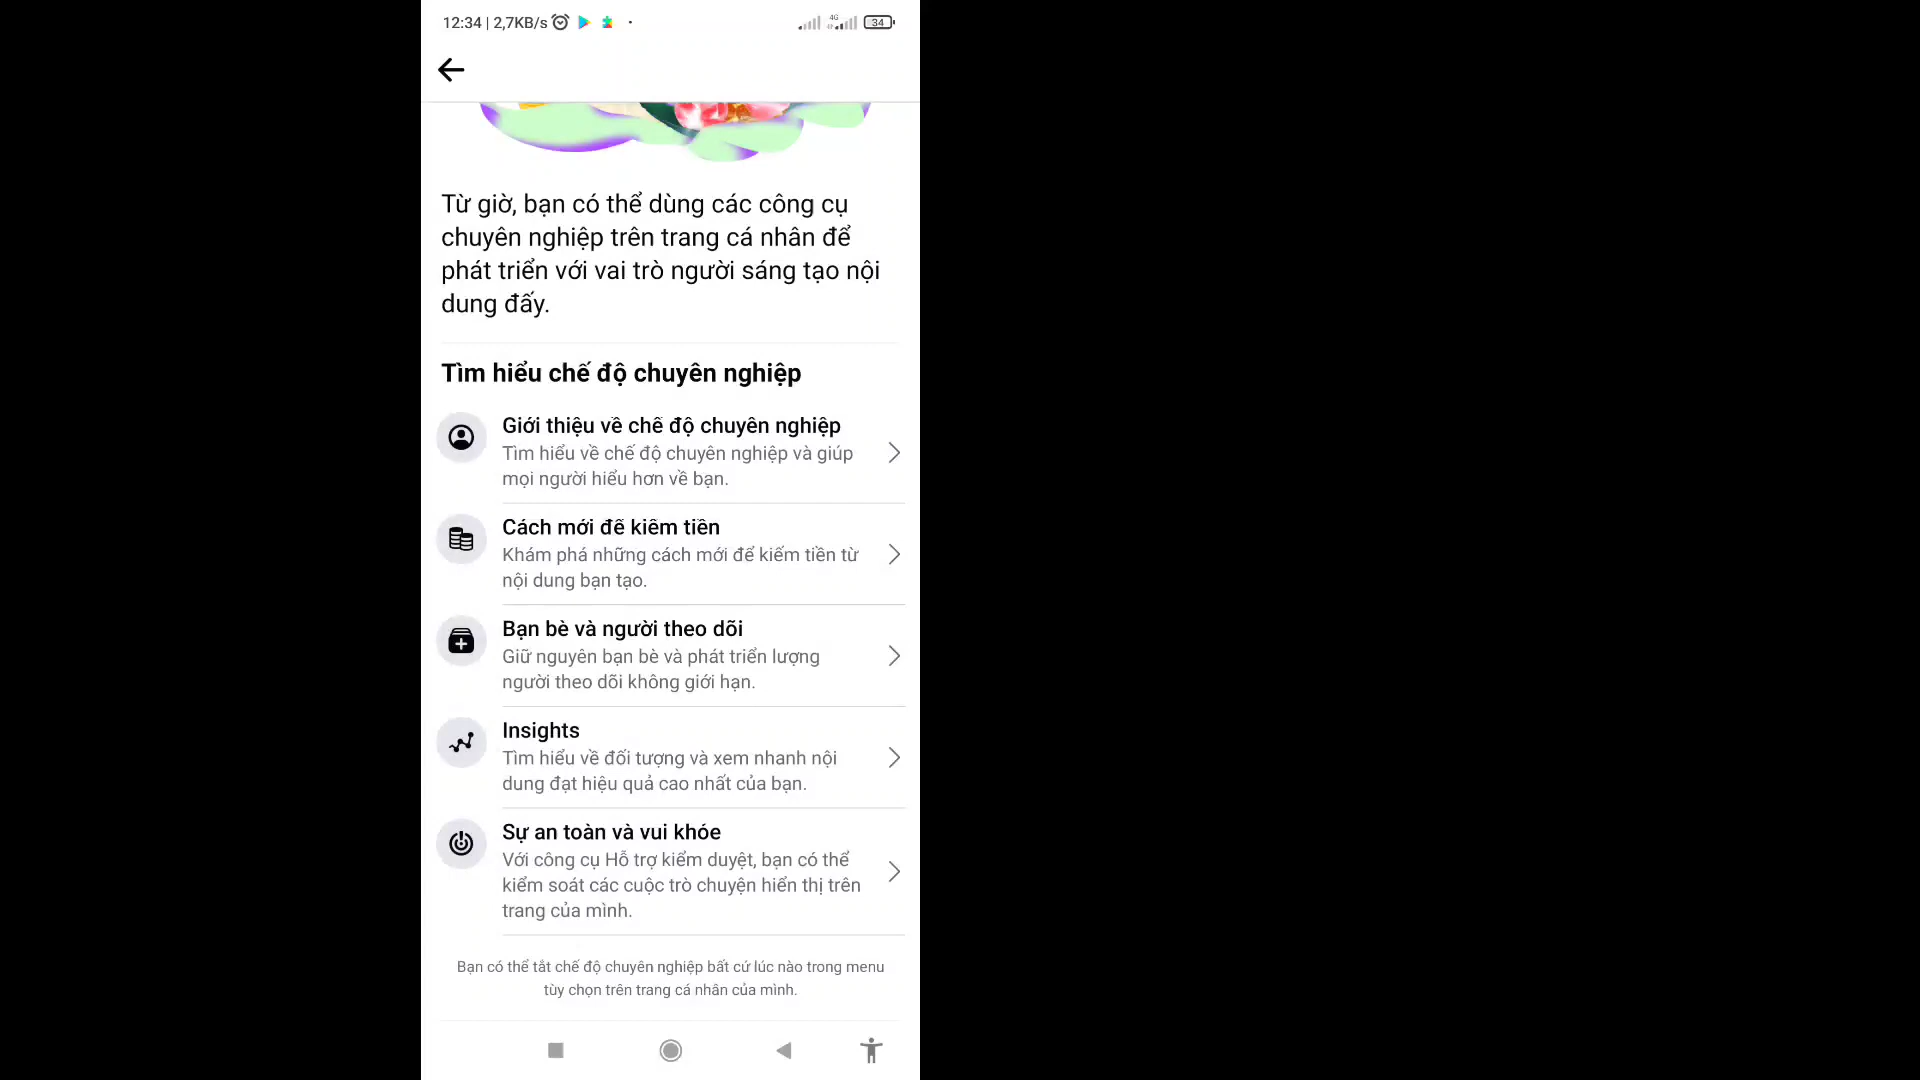 12:34 | 2,7KB/s
4G
34
Từ giờ, bạn có thể dùng các công cụ
chuyên nghiệp trên trang cá nhân để
phát triển với vai trò người sáng tạo nội
dung đấy.
Tìm hiểu chế độ chuyên nghiệp
Giới thiệu về chế độ chuyên nghiệp
Tìm hiểu về chế độ chuyên nghiệp và giúp
mọi người hiểu hơn về bạn.
Cách mới để kiếm tiền
Khám phá những cách mới để kiếm tiền từ
nội dung bạn tạo.
Bạn bè và người theo dõi
Giữ nguyên bạn bè và phát triển lượng
người theo dõi không giới hạn.
Insights
Tìm hiểu về đối tượng và xem nhanh nội
dung đạt hiệu quả cao nhất của bạn.
Sự an toàn và vui khỏe
Với công cụ Hỗ trợ kiểm duyệt, bạn có thể
kiểm soát các cuộc trò chuyện hiển thị trên
trang của mình.
Bạn có thể tắt chế độ chuyên nghiệp bất cứ lúc nào trong menu
tùy chọn trên trang cá nhân của mình.